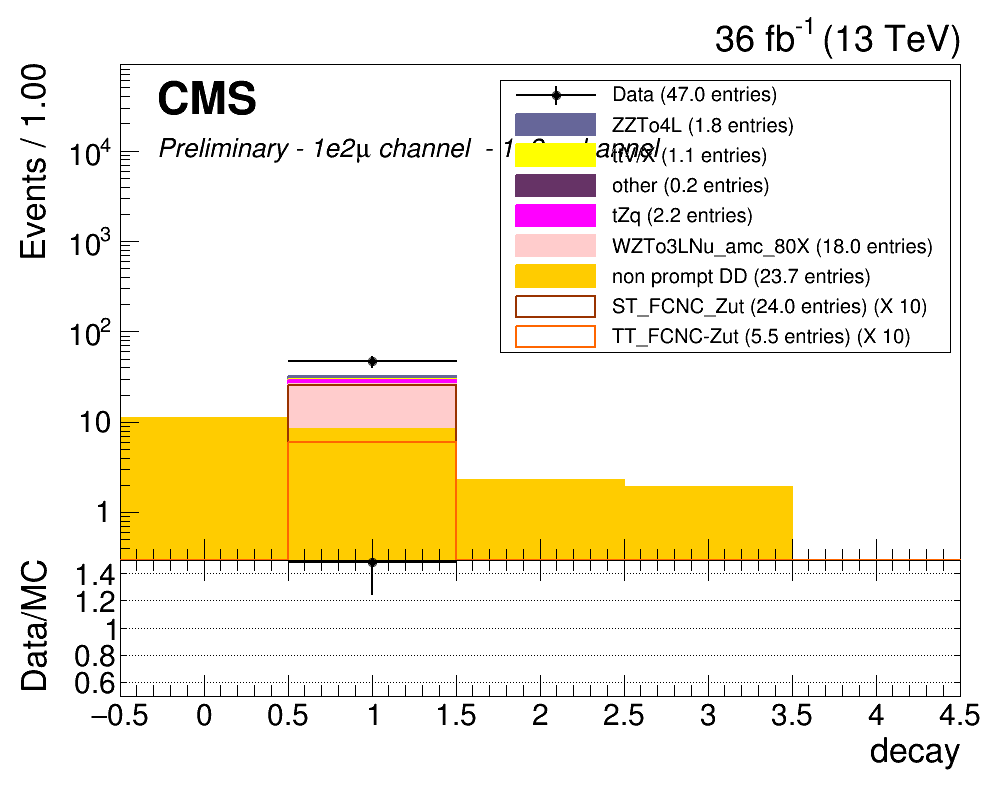 36 fb-1 (13 TeV)
Events / 1.00
CMS
Preliminary - 1e2μ channel - 1e2μ channel
Data (47.0 entries)
ZZTo4L (1.8 entries)
ttV/X (1.1 entries)
other (0.2 entries)
tZq (2.2 entries)
WZTo3LNu_amc_80X (18.0 entries)
non prompt DD (23.7 entries)
ST_FCNC_Zut (24.0 entries) (X 10)
TT_FCNC-Zut (5.5 entries) (X 10)
10^4
10^3
10^2
10
1
Data/MC
1.4
1.2
1
0.8
0.6
−0.5 0 0.5 1 1.5 2 2.5 3 3.5 4 4.5
decay